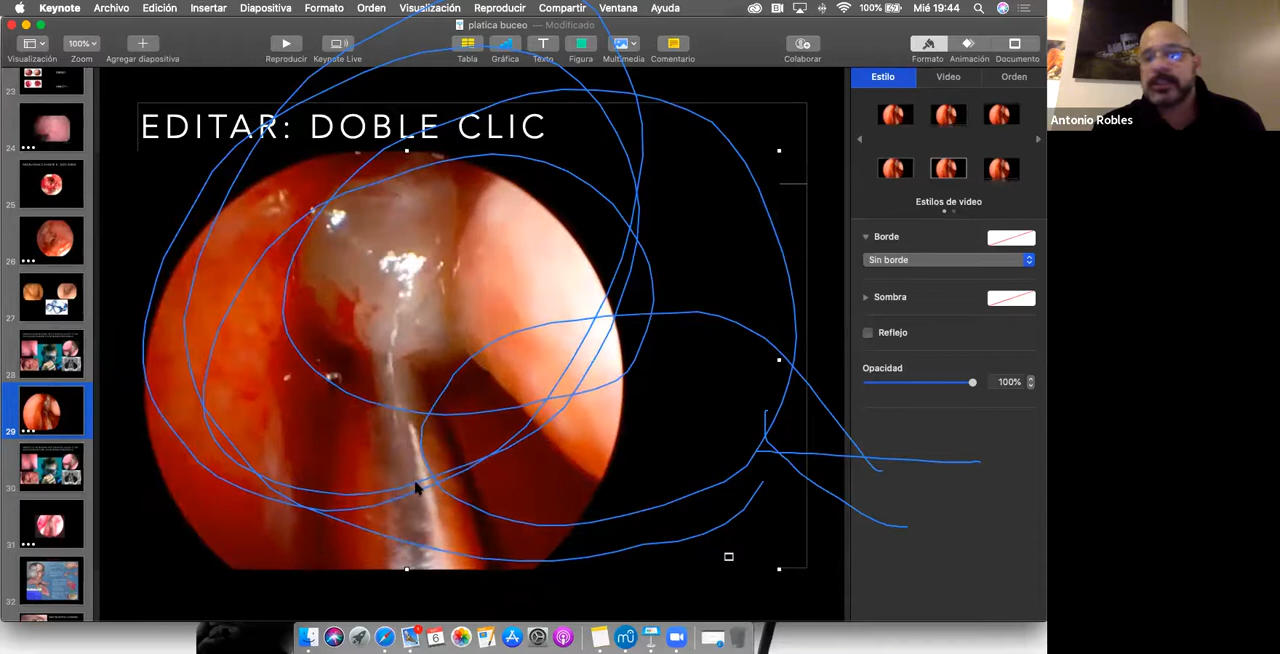 Keynote Archivo Edición Insertar Diapositiva Formato Orden Visualización Reproducir Compartir Ventana Ayuda 100% Mié 19:44
platica buceo — Modificado
100%
Visualización Zoom Agregar diapositiva Reproducir Keynote Live Tabla Gráfica Texto Figura Multimedia Comentario Colaborar Formato Animación Documento
Estilo Video Orden
23
24
25
26
27
28
29
30
31
32
EDITAR: DOBLE CLIC
Estilos de video
Borde
Sin borde
Sombra
Reflejo
Opacidad
100%
Antonio Robles
6